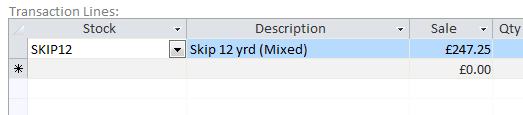 Transaction Lines:
Stock Description Sale Qty
SKIP12 Skip 12 yrd (Mixed) £247.25
£0.00